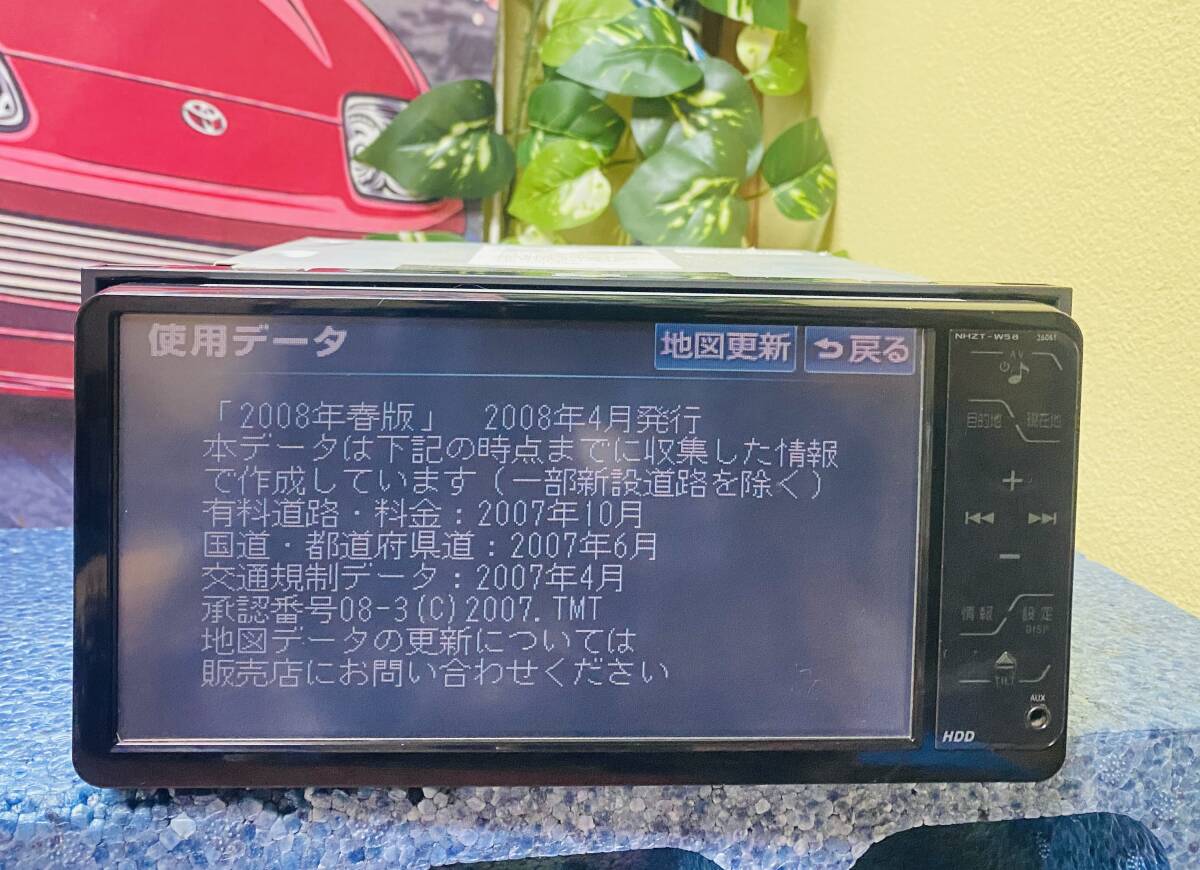 使用データ
地図更新
戻る
「2008年春版」 2008年4月発行
本データは下記の時点までに収集した情報
で作成しています(一部新設道路を除く)
有料道路・料金:2007年10月
国道・都道府県道:2007年6月
交通規制データ:2007年4月
承認番号08-3(C)2007.TMT
地図データの更新については
販売店にお問い合わせください
NHZT-W58
AV
目的地
現在地
+
−
情報
設定
DISP
TILT
AUX
HDD